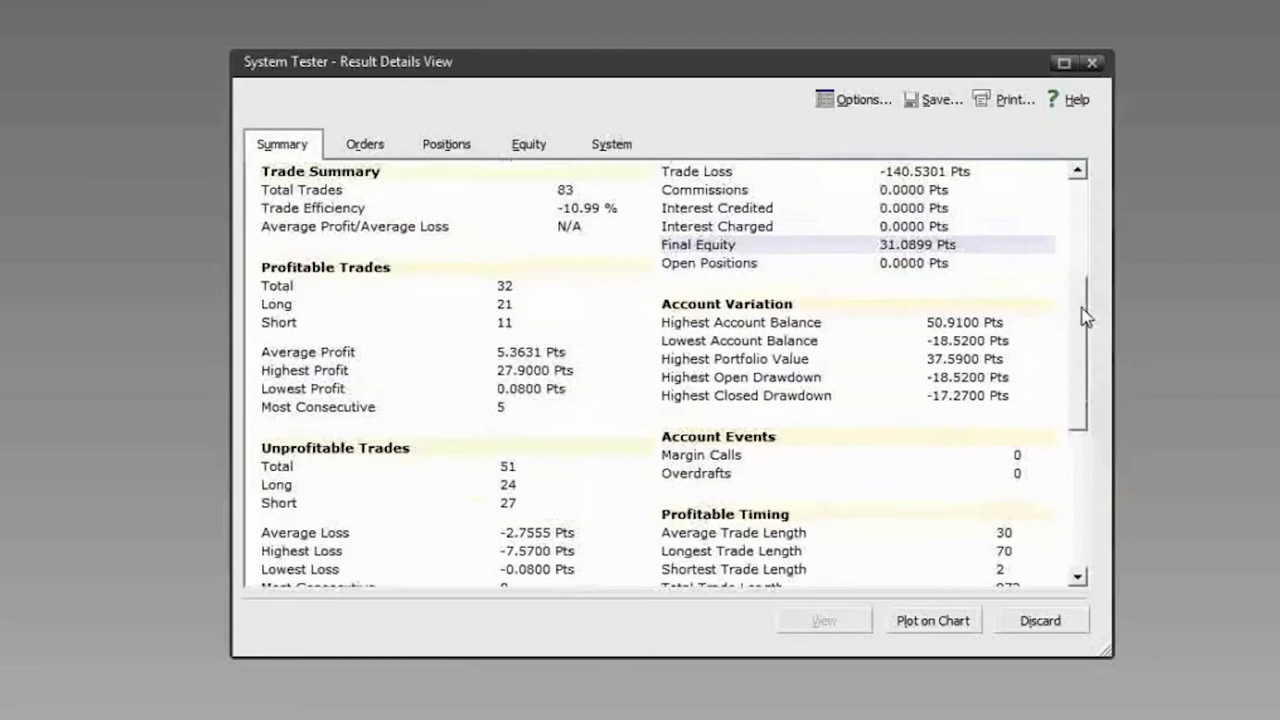 System Tester - Result Details View
Options... Save... Print... ? Help
Summary Orders Positions Equity System
Trade Summary
Total Trades 83
Trade Efficiency -10.99 %
Average Profit/Average Loss N/A
Profitable Trades
Total 32
Long 21
Short 11
Average Profit 5.3631 Pts
Highest Profit 27.9000 Pts
Lowest Profit 0.0800 Pts
Most Consecutive 5
Unprofitable Trades
Total 51
Long 24
Short 27
Average Loss -2.7555 Pts
Highest Loss -7.5700 Pts
Lowest Loss -0.0800 Pts
Most Consecutive
Trade Loss -140.5301 Pts
Commissions 0.0000 Pts
Interest Credited 0.0000 Pts
Interest Charged 0.0000 Pts
Final Equity 31.0899 Pts
Open Positions 0.0000 Pts
Account Variation
Highest Account Balance 50.9100 Pts
Lowest Account Balance -18.5200 Pts
Highest Portfolio Value 37.5900 Pts
Highest Open Drawdown -18.5200 Pts
Highest Closed Drawdown -17.2700 Pts
Account Events
Margin Calls 0
Overdrafts 0
Profitable Timing
Average Trade Length 30
Longest Trade Length 70
Shortest Trade Length 2
Total Trade Length
View Plot on Chart Discard